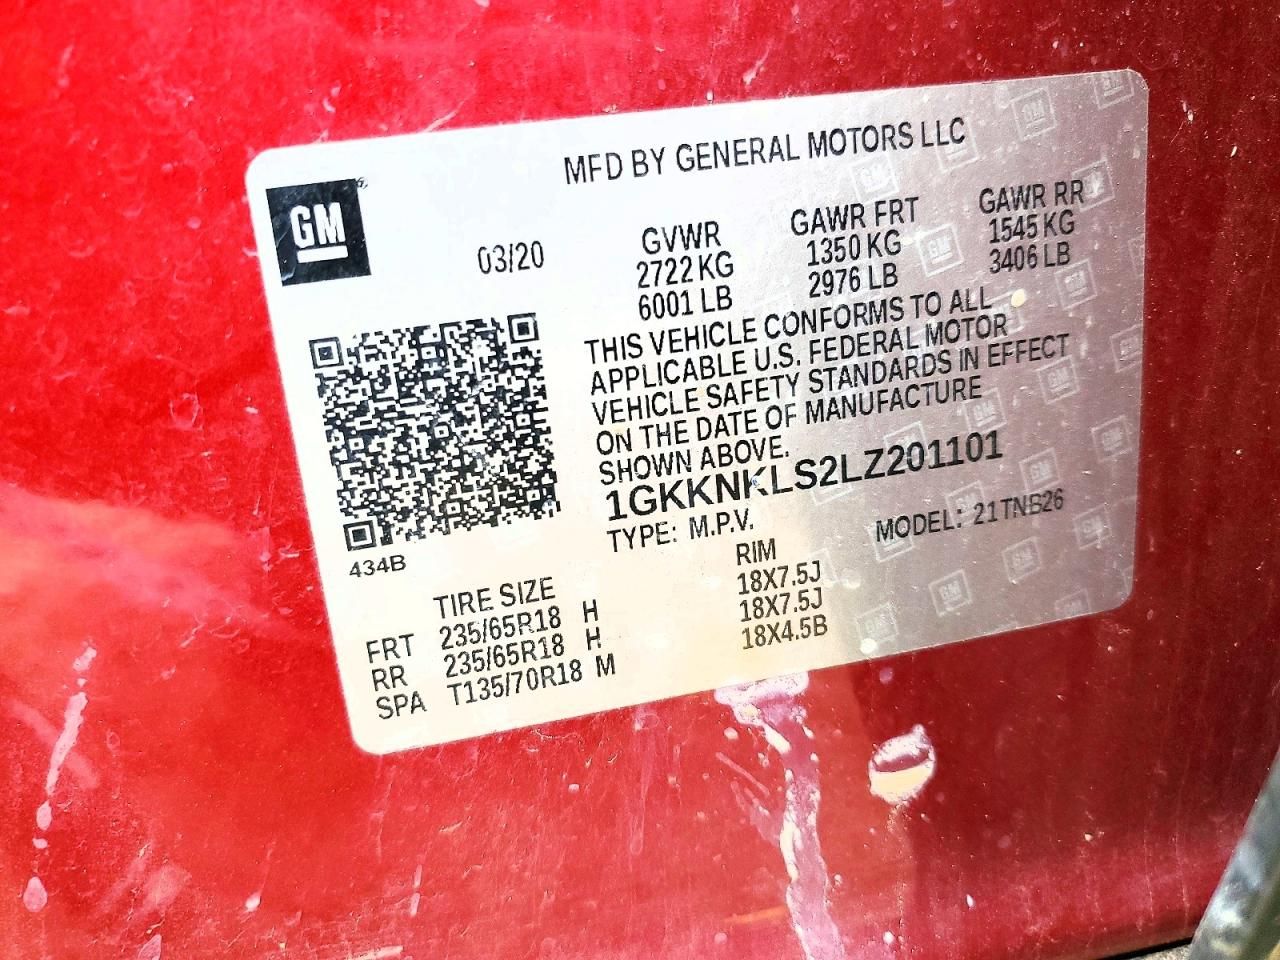 MFD BY GENERAL MOTORS LLC
GM
03/20
GVWR GAWR FRT GAWR RR
2722 KG 1350 KG 1545 KG
6001 LB 2976 LB 3406 LB
THIS VEHICLE CONFORMS TO ALL
APPLICABLE U.S. FEDERAL MOTOR
VEHICLE SAFETY STANDARDS IN EFFECT
ON THE DATE OF MANUFACTURE
SHOWN ABOVE.
1GKKNKLS2LZ201101
TYPE: M.P.V. MODEL: 21TNB26
434B
TIRE SIZE RIM
FRT 235/65R18 H 18X7.5J
RR 235/65R18 H 18X7.5J
SPA T135/70R18 M 18X4.5B